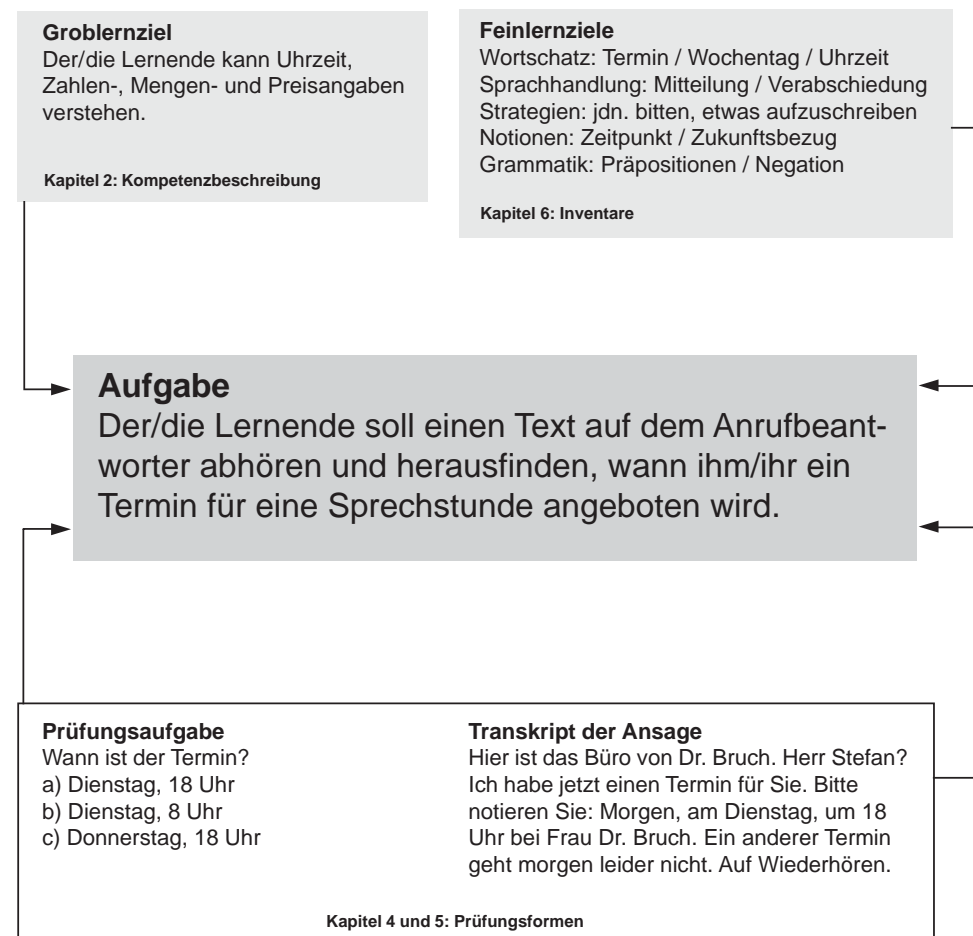 Groblernziel
Der/die Lernende kann Uhrzeit,
Zahlen-, Mengen- und Preisangaben
verstehen.
Kapitel 2: Kompetenzbeschreibung
Feinlernziele
Wortschatz: Termin / Wochentag / Uhrzeit
Sprachhandlung: Mitteilung / Verabschiedung
Strategien: jdn. bitten, etwas aufzuschreiben
Notionen: Zeitpunkt / Zukunftsbezug
Grammatik: Präpositionen / Negation
Kapitel 6: Inventare
Aufgabe
Der/die Lernende soll einen Text auf dem Anrufbeant-
worter abhören und herausfinden, wann ihm/ihr ein
Termin für eine Sprechstunde angeboten wird.
Prüfungsaufgabe
Wann ist der Termin?
a) Dienstag, 18 Uhr
b) Dienstag, 8 Uhr
c) Donnerstag, 18 Uhr
Transkript der Ansage
Hier ist das Büro von Dr. Bruch. Herr Stefan?
Ich habe jetzt einen Termin für Sie. Bitte
notieren Sie: Morgen, am Dienstag, um 18
Uhr bei Frau Dr. Bruch. Ein anderer Termin
geht morgen leider nicht. Auf Wiederhören.
Kapitel 4 und 5: Prüfungsformen